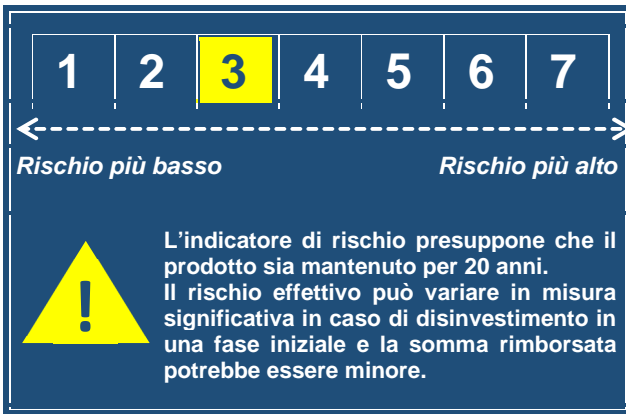 1 2 3 4 5 6 7
Rischio più basso Rischio più alto
L'indicatore di rischio presuppone che il
prodotto sia mantenuto per 20 anni.
Il rischio effettivo può variare in misura
significativa in caso di disinvestimento in
una fase iniziale e la somma rimborsata
potrebbe essere minore.
!